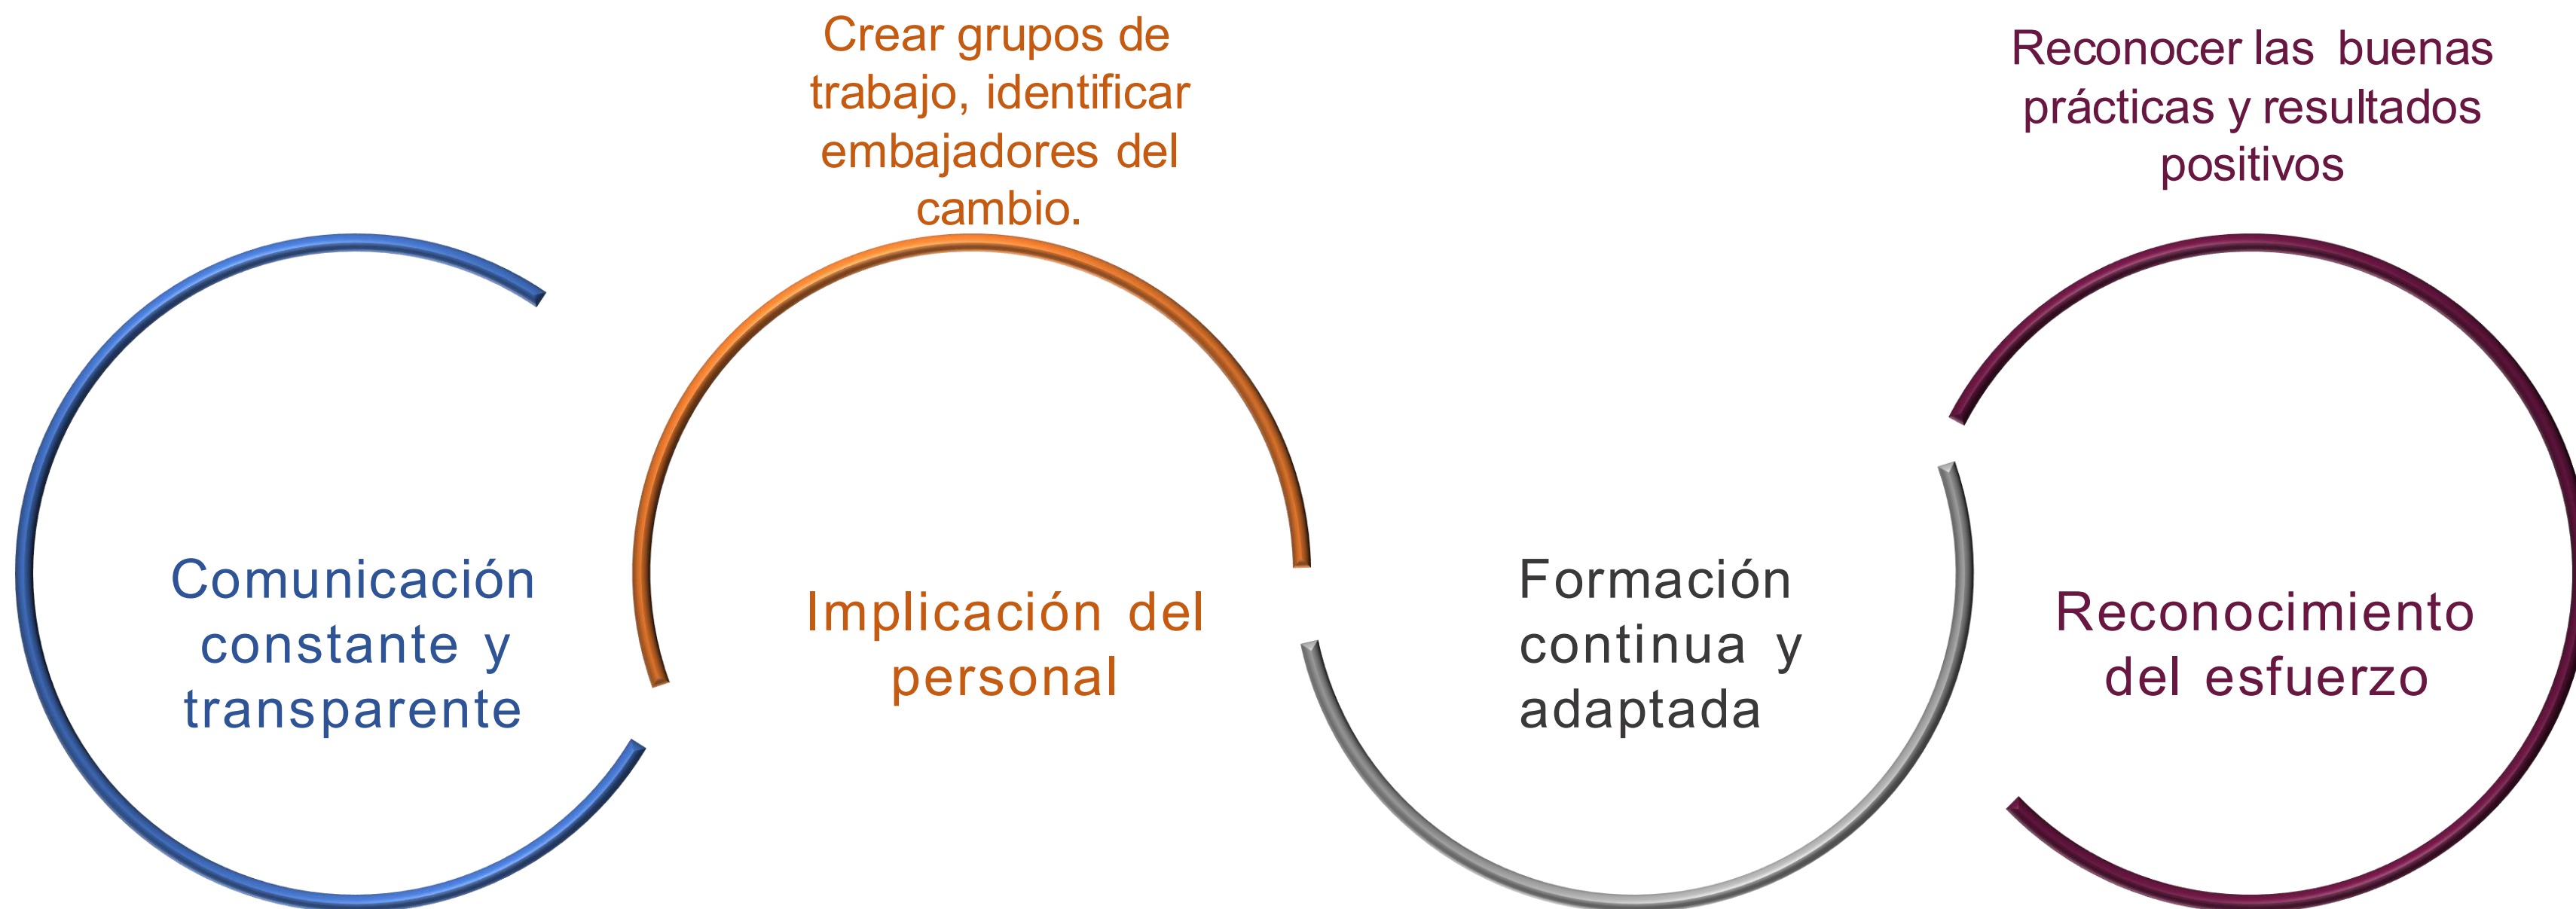 Crear grupos de
trabajo, identificar
embajadores del
cambio.
Reconocer las buenas
prácticas y resultados
positivos
Comunicación
constante y
transparente
Implicación del
personal
Formación
continua y
adaptada
Reconocimiento
del esfuerzo